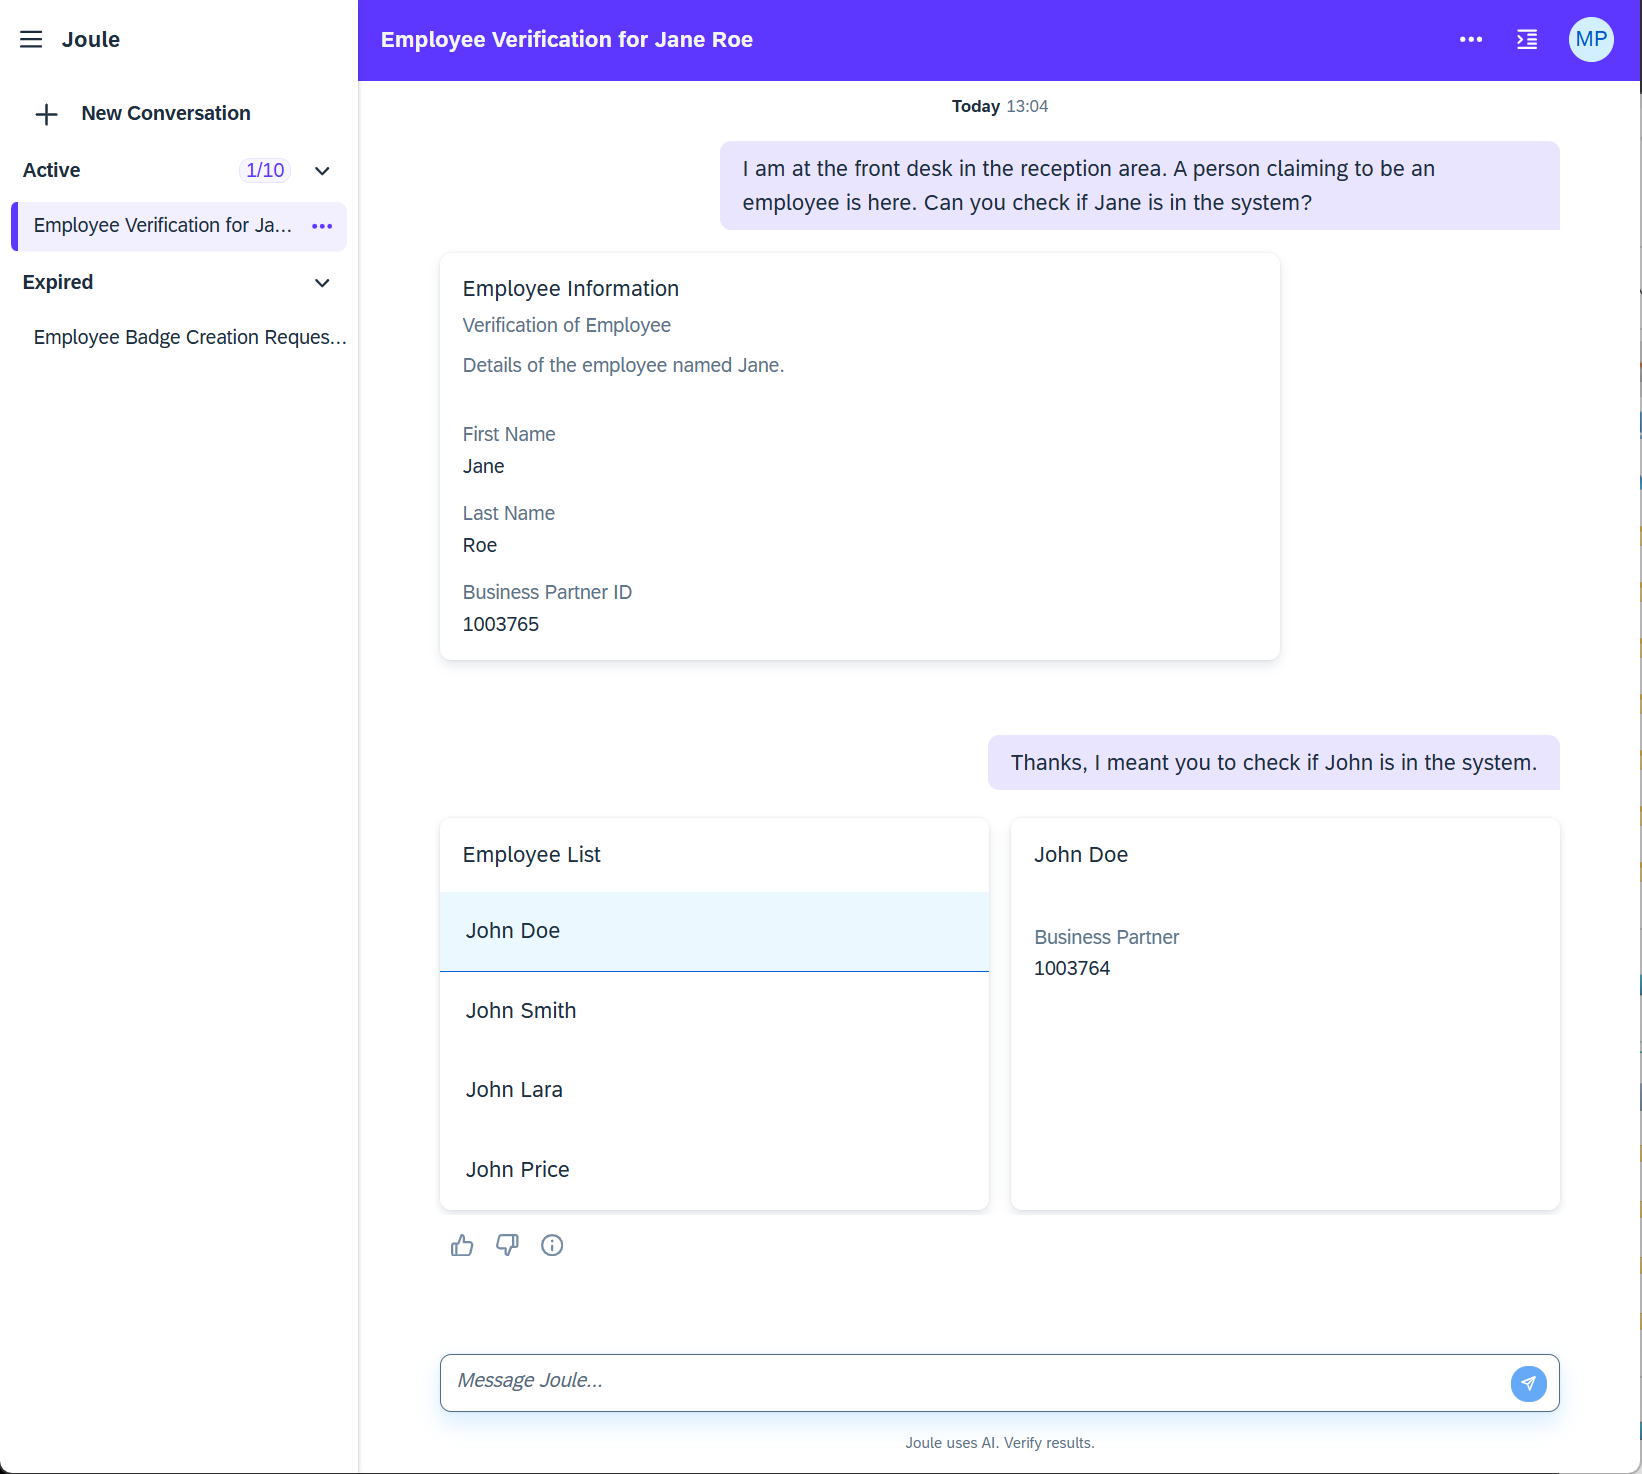 Joule
New Conversation
Active 1/10
Employee Verification for Ja...
Expired
Employee Badge Creation Reques...
Employee Verification for Jane Roe
MP
Today 13:04
I am at the front desk in the reception area. A person claiming to be an
employee is here. Can you check if Jane is in the system?
Employee Information
Verification of Employee
Details of the employee named Jane.
First Name
Jane
Last Name
Roe
Business Partner ID
1003765
Thanks, I meant you to check if John is in the system.
Employee List
John Doe
John Smith
John Lara
John Price
John Doe
Business Partner
1003764
Message Joule...
Joule uses AI. Verify results.